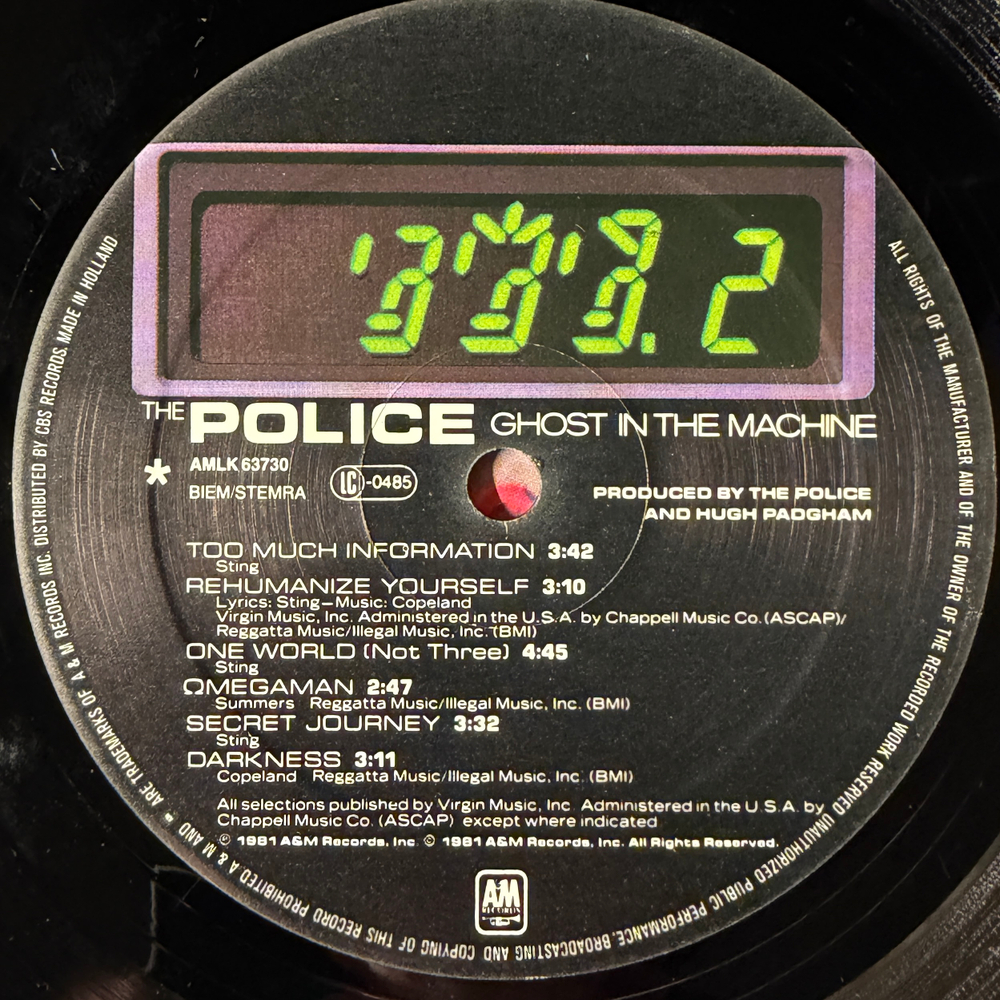 2
THE POLICE GHOST IN THE MACHINE
* AMLK 63730
BIEM/STEMRA LC-0485
PRODUCED BY THE POLICE
AND HUGH PADGHAM
TOO MUCH INFORMATION 3:42
Sting
REHUMANIZE YOURSELF 3:10
Lyrics: Sting–Music: Copeland
Virgin Music, Inc. Administered in the U.S.A. by Chappell Music Co. (ASCAP)/
Reggatta Music/Illegal Music, Inc. (BMI)
ONE WORLD (Not Three) 4:45
Sting
ΩMEGAMAN 2:47
Summers Reggatta Music/Illegal Music, Inc. (BMI)
SECRET JOURNEY 3:32
Sting
DARKNESS 3:11
Copeland Reggatta Music/Illegal Music, Inc. (BMI)
All selections published by Virgin Music, Inc. Administered in the U.S.A. by
Chappell Music Co. (ASCAP) except where indicated
℗ 1981 A&M Records, Inc. © 1981 A&M Records, Inc. All Rights Reserved.
A&M
RECORDS
ALL RIGHTS OF THE MANUFACTURER AND OF THE OWNER OF THE RECORDED WORK RESERVED UNAUTHORIZED PUBLIC PERFORMANCE, BROADCASTING AND COPYING OF THIS RECORD PROHIBITED. A & M AND " ARE TRADEMARKS OF A & M RECORDS INC. DISTRIBUTED BY CBS RECORDS. MADE IN HOLLAND